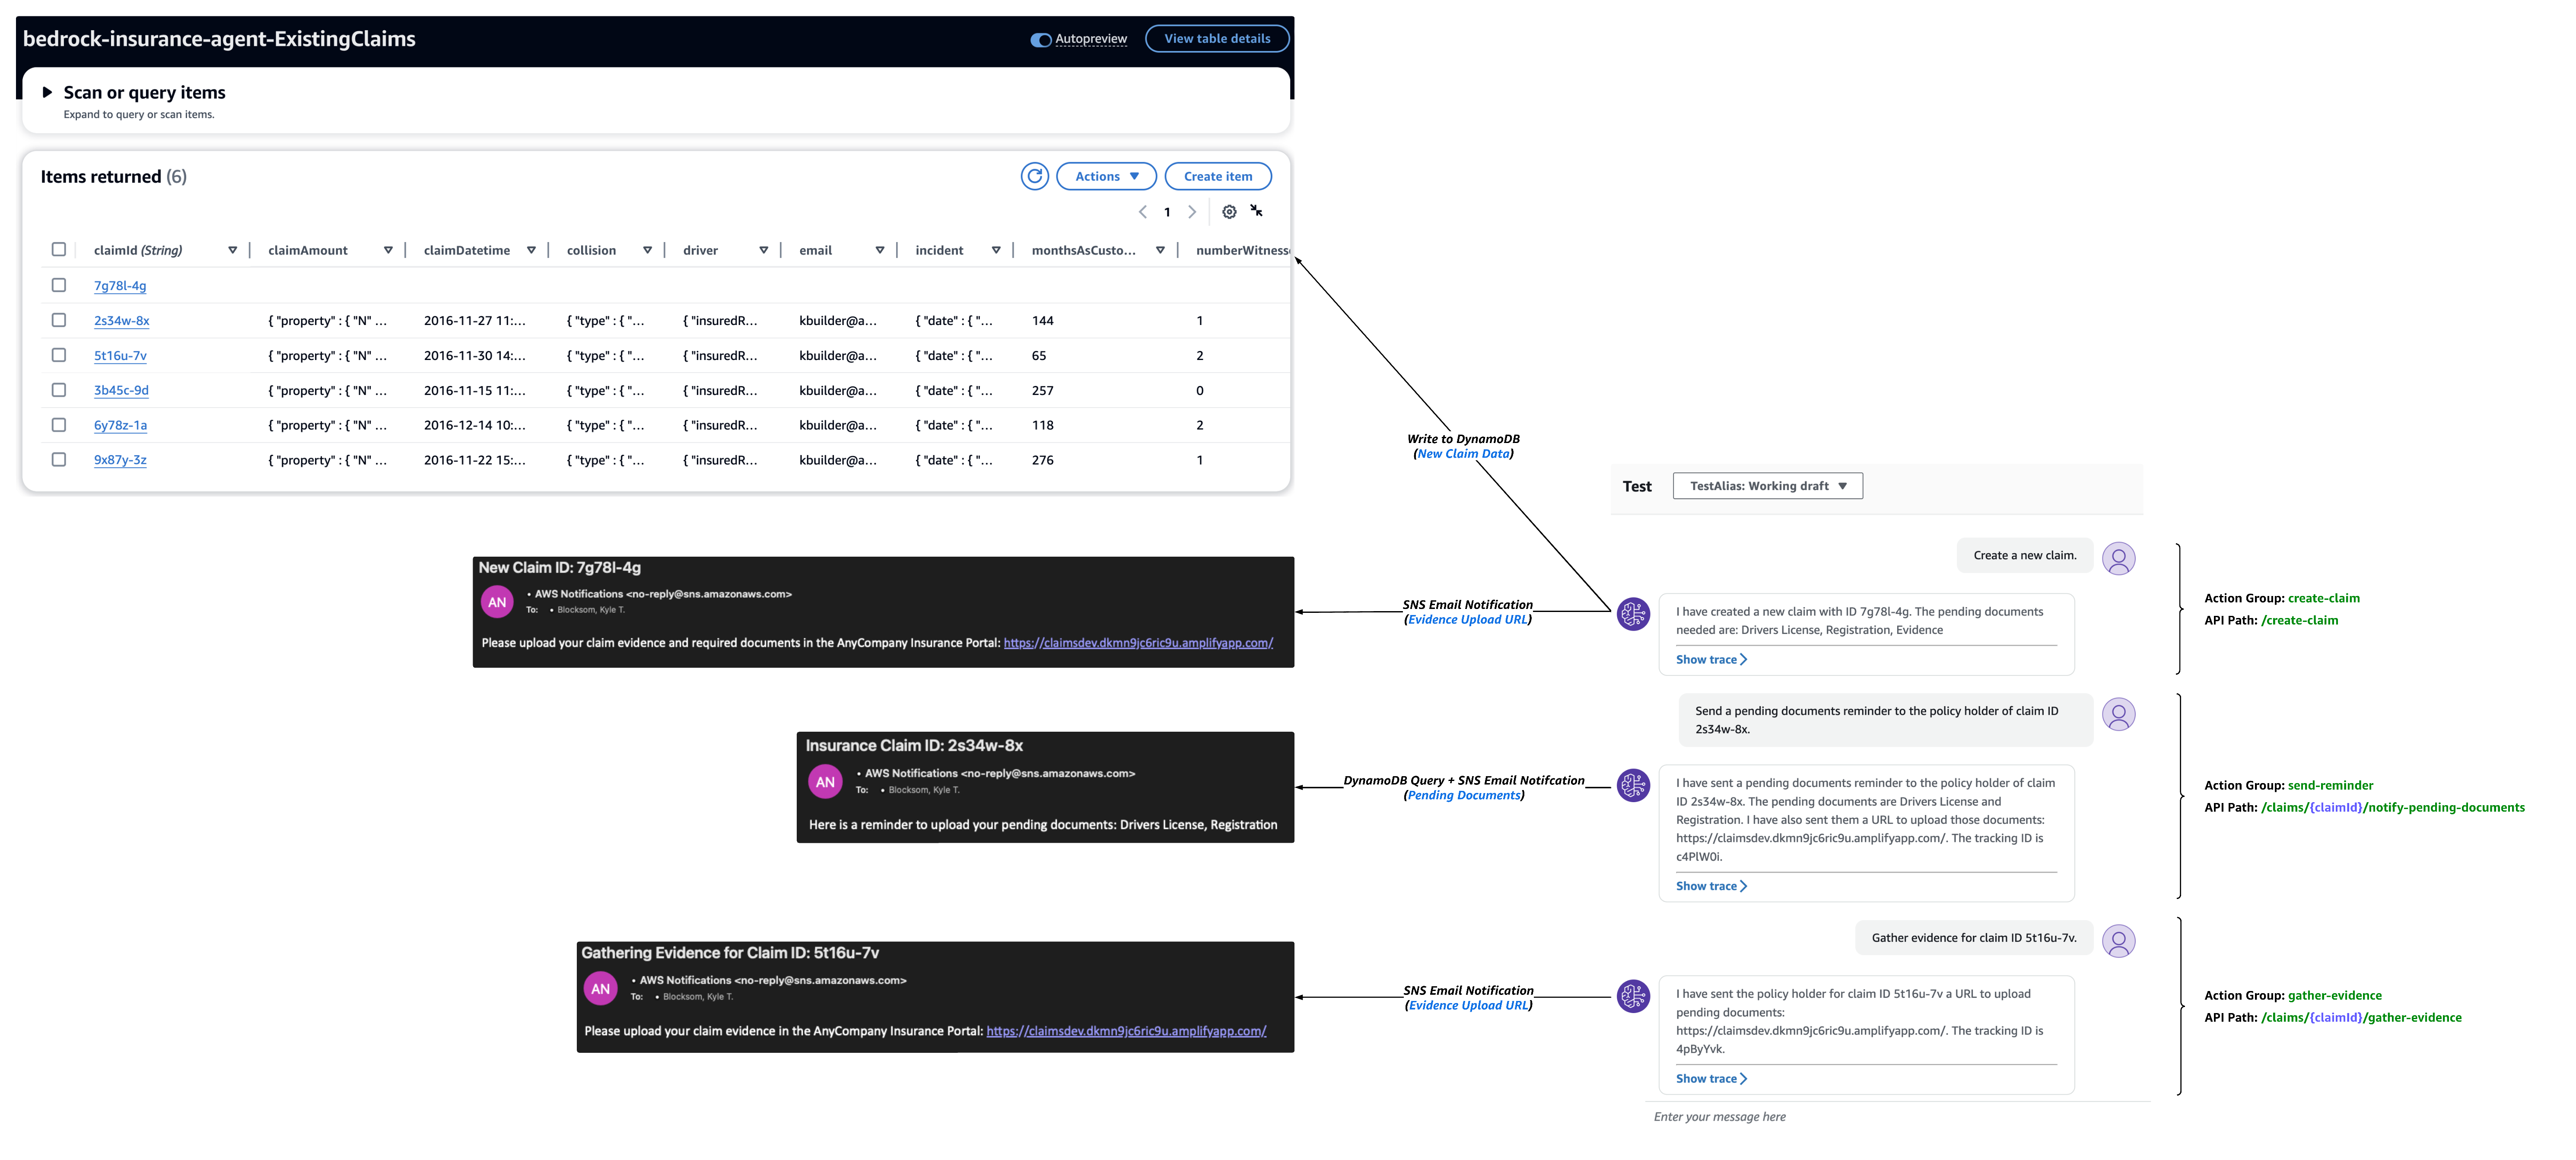 bedrock-insurance-agent-ExistingClaims
Autopreview
View table details
Scan or query items
Expand to query or scan items.
Items returned (6)
Actions
Create item
1
claimId (String) claimAmount claimDatetime collision driver email incident monthsAsCusto... numberWitness
7g78l-4g
2s34w-8x { "property" : { "N" ... 2016-11-27 11:... { "type" : { "... { "insuredR... kbuilder@a... { "date" : { "... 144 1
5t16u-7v { "property" : { "N" ... 2016-11-30 14:... { "type" : { "... { "insuredR... kbuilder@a... { "date" : { "... 65 2
3b45c-9d { "property" : { "N" ... 2016-11-15 11:... { "type" : { "... { "insuredR... kbuilder@a... { "date" : { "... 257 0
6y78z-1a { "property" : { "N" ... 2016-12-14 10:... { "type" : { "... { "insuredR... kbuilder@a... { "date" : { "... 118 2
9x87y-3z { "property" : { "N" ... 2016-11-22 15:... { "type" : { "... { "insuredR... kbuilder@a... { "date" : { "... 276 1
Write to DynamoDB
(New Claim Data)
Test
TestAlias: Working draft
Create a new claim.
New Claim ID: 7g78l-4g
AN
• AWS Notifications <no-reply@sns.amazonaws.com>
To: • Blocksom, Kyle T.
Please upload your claim evidence and required documents in the AnyCompany Insurance Portal: https://claimsdev.dkmn9jc6ric9u.amplifyapp.com/
SNS Email Notification
(Evidence Upload URL)
I have created a new claim with ID 7g78l-4g. The pending documents
needed are: Drivers License, Registration, Evidence
Show trace
Action Group: create-claim
API Path: /create-claim
Send a pending documents reminder to the policy holder of claim ID
2s34w-8x.
Insurance Claim ID: 2s34w-8x
AN
• AWS Notifications <no-reply@sns.amazonaws.com>
To: • Blocksom, Kyle T.
Here is a reminder to upload your pending documents: Drivers License, Registration
DynamoDB Query + SNS Email Notifcation
(Pending Documents)
I have sent a pending documents reminder to the policy holder of claim
ID 2s34w-8x. The pending documents are Drivers License and
Registration. I have also sent them a URL to upload those documents:
https://claimsdev.dkmn9jc6ric9u.amplifyapp.com/. The tracking ID is
c4PlW0i.
Show trace
Action Group: send-reminder
API Path: /claims/{claimId}/notify-pending-documents
Gather evidence for claim ID 5t16u-7v.
Gathering Evidence for Claim ID: 5t16u-7v
AN
• AWS Notifications <no-reply@sns.amazonaws.com>
To: • Blocksom, Kyle T.
Please upload your claim evidence in the AnyCompany Insurance Portal: https://claimsdev.dkmn9jc6ric9u.amplifyapp.com/
SNS Email Notification
(Evidence Upload URL)
I have sent the policy holder for claim ID 5t16u-7v a URL to upload
pending documents:
https://claimsdev.dkmn9jc6ric9u.amplifyapp.com/. The tracking ID is
4pByYvk.
Show trace
Action Group: gather-evidence
API Path: /claims/{claimId}/gather-evidence
Enter your message here